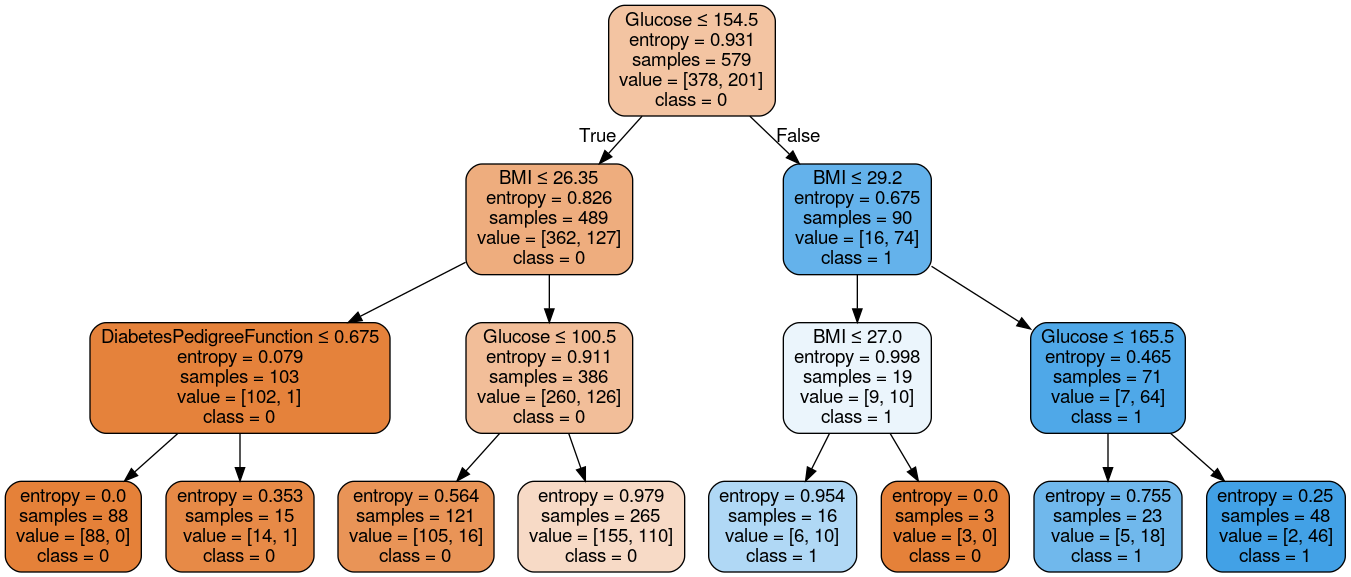 Glucose ≤ 154.5
entropy = 0.931
samples = 579
value = [378, 201]
class = 0
True
False
BMI ≤ 26.35
entropy = 0.826
samples = 489
value = [362, 127]
class = 0
BMI ≤ 29.2
entropy = 0.675
samples = 90
value = [16, 74]
class = 1
DiabetesPedigreeFunction ≤ 0.675
entropy = 0.079
samples = 103
value = [102, 1]
class = 0
Glucose ≤ 100.5
entropy = 0.911
samples = 386
value = [260, 126]
class = 0
BMI ≤ 27.0
entropy = 0.998
samples = 19
value = [9, 10]
class = 1
Glucose ≤ 165.5
entropy = 0.465
samples = 71
value = [7, 64]
class = 1
entropy = 0.0
samples = 88
value = [88, 0]
class = 0
entropy = 0.353
samples = 15
value = [14, 1]
class = 0
entropy = 0.564
samples = 121
value = [105, 16]
class = 0
entropy = 0.979
samples = 265
value = [155, 110]
class = 0
entropy = 0.954
samples = 16
value = [6, 10]
class = 1
entropy = 0.0
samples = 3
value = [3, 0]
class = 0
entropy = 0.755
samples = 23
value = [5, 18]
class = 1
entropy = 0.25
samples = 48
value = [2, 46]
class = 1